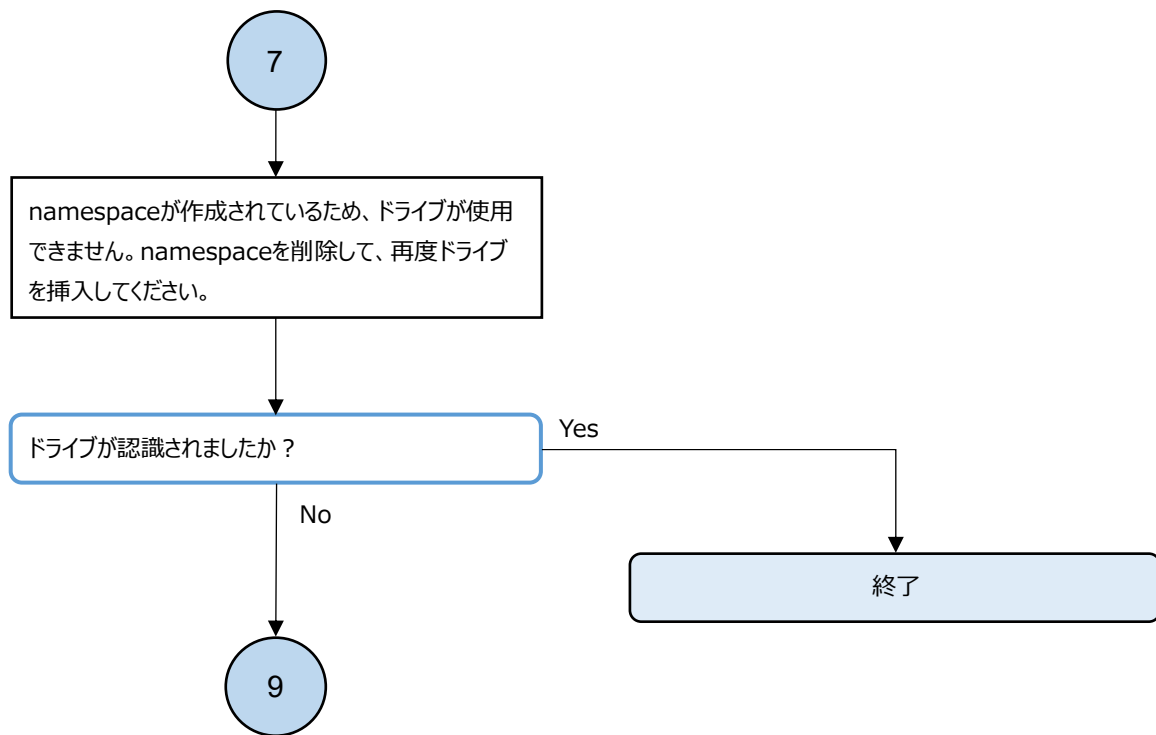 7
namespaceが作成されているため、ドライブが使用
できません。namespaceを削除して、再度ドライブ
を挿入してください。
ドライブが認識されましたか？
Yes
No
終了
9